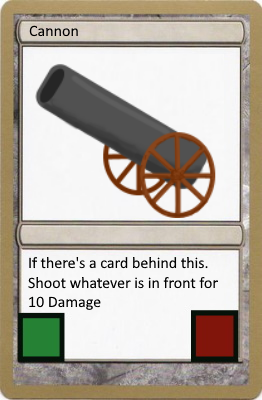 Cannon
If there's a card behind this.
Shoot whatever is in front for
10 Damage